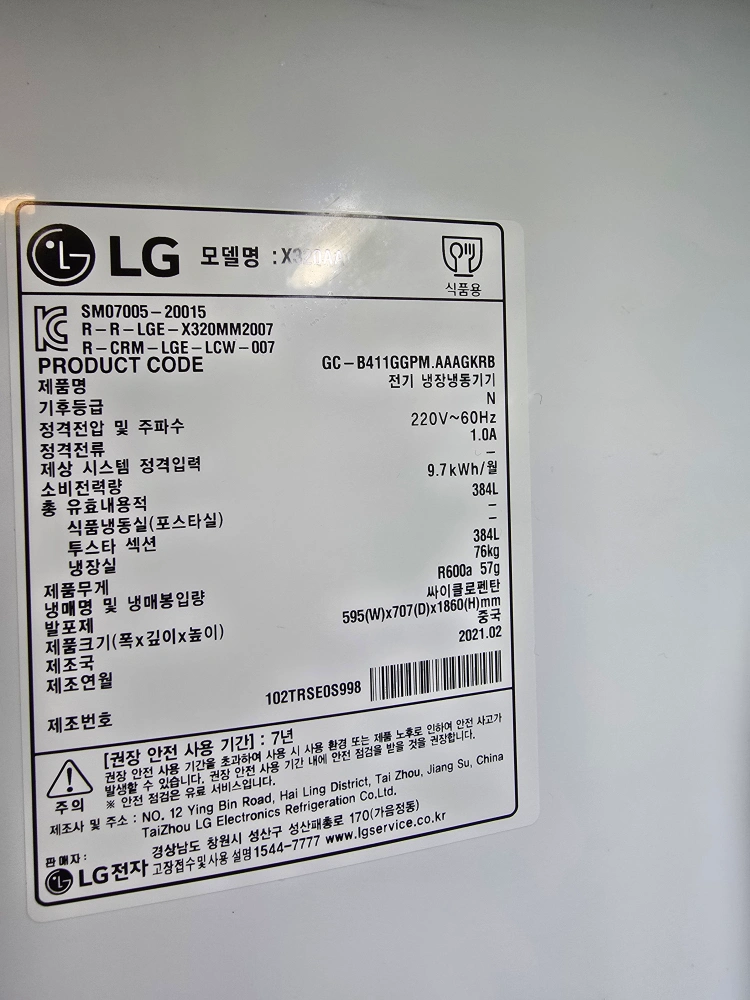 LG 모델명 :
식품용
SM07005-20015
R-R-LGE-X320MM2007
R-CRM-LGE-LCW-007
PRODUCT CODE GC-B411GGPM.AAAGKRB
제품명 전기 냉장냉동기기
기후등급 N
정격전압 및 주파수 220V~60Hz
정격전류 1.0A
제상 시스템 정격입력 -
소비전력량 9.7kWh/월
총 유효내용적 384L
식품냉동실(포스타실) -
투스타 섹션 -
냉장실 384L
제품무게 76kg
냉매명 및 냉매봉입량 R600a 57g
발포제 싸이클로펜탄
제품크기(폭x깊이x높이) 595(W)x707(D)x1860(H)mm
제조국 중국
제조연월 2021.02
제조번호 102TRSE0S998
[권장 안전 사용 기간] : 7년
권장 안전 사용 기간을 초과하여 사용 시 사용 환경 또는 제품 노후로 인하여 안전 사고가
발생할 수 있습니다. 권장 안전 사용 기간 내에 안전 점검을 받을 것을 권장합니다.
※ 안전 점검은 유료 서비스입니다.
주의
제조사 및 주소 : NO. 12 Ying Bin Road, Hai Ling District, Tai Zhou, Jiang Su, China
TaiZhou LG Electronics Refrigeration Co.Ltd.
판매자 :
경상남도 창원시 성산구 성산패총로 170(가음정동)
LG전자 고장접수및사용 설명1544-7777 www.lgservice.co.kr